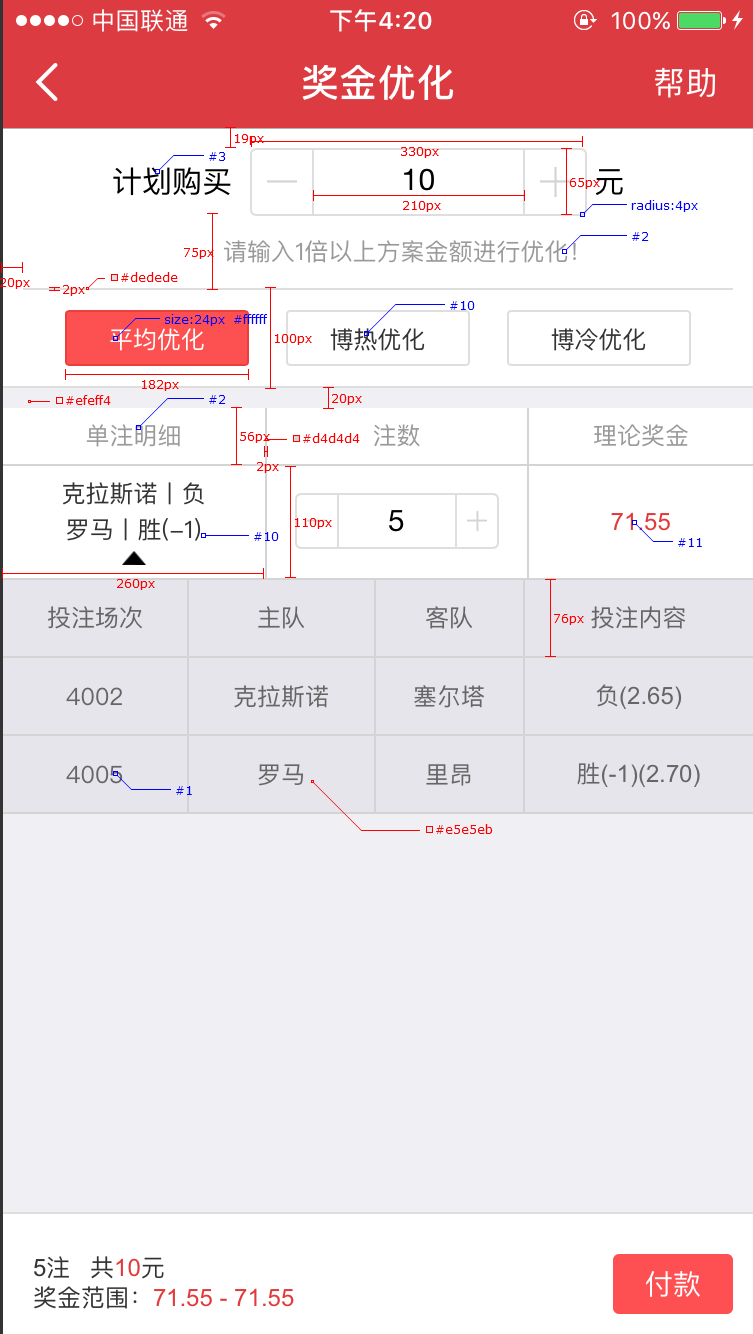 中国联通 下午4:20 100%
奖金优化 帮助
19px
330px
#3
计划购买 10 元
65px
210px
radius:4px
#2
75px
请输入1倍以上方案金额进行优化!
20px
#dedede
2px
size:24px #ffffff
#10
平均优化 博热优化 博冷优化
100px
182px
#efeff4
#2
20px
单注明细 注数 理论奖金
56px
#d4d4d4
2px
克拉斯诺丨负
罗马丨胜(-1)
5
71.55
110px
#10
#11
260px
投注场次 主队 客队 投注内容
76px
4002 克拉斯诺 塞尔塔 负(2.65)
4005 罗马 里昂 胜(-1)(2.70)
#1
#e5e5eb
5注 共10元
奖金范围：71.55 - 71.55
付款